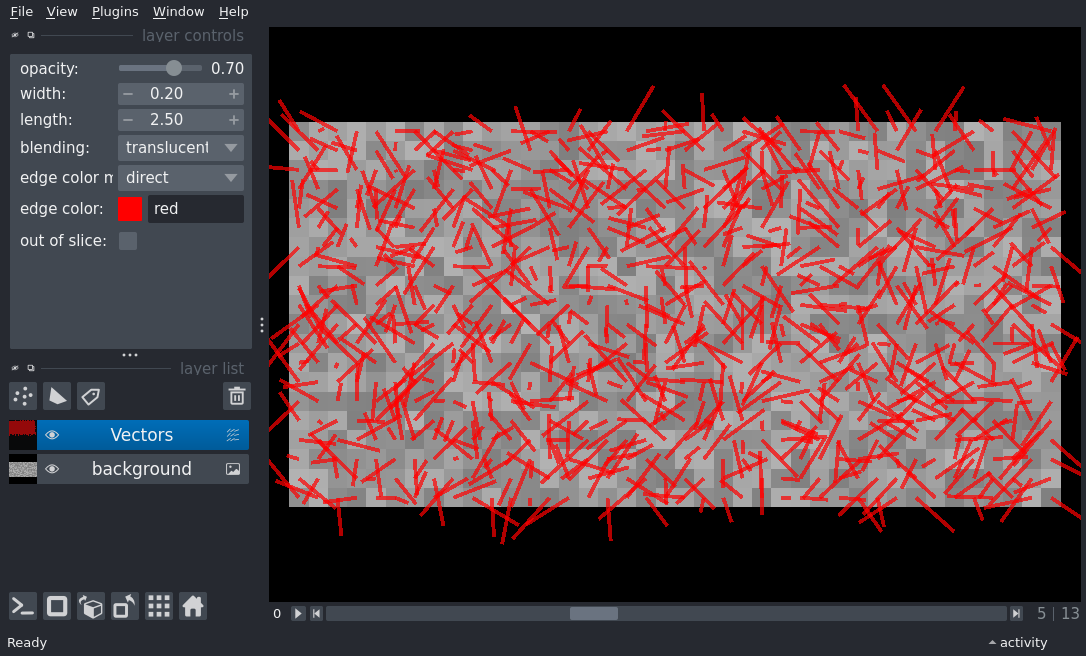 File View Plugins Window Help
layer controls
opacity: 0.70
width: 0.20
length: 2.50
blending: translucent
edge color m direct
edge color: red
out of slice:
layer list
Vectors
background
0 5 | 13
Ready activity